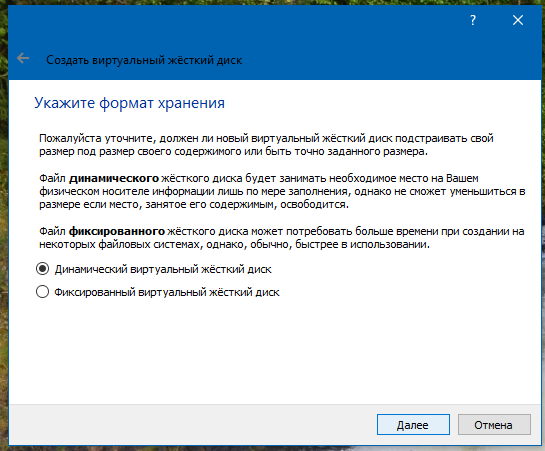 ?
Создать виртуальный жёсткий диск
Укажите формат хранения
Пожалуйста уточните, должен ли новый виртуальный жёсткий диск подстраивать свой
размер под размер своего содержимого или быть точно заданного размера.
Файл динамического жёсткого диска будет занимать необходимое место на Вашем
физическом носителе информации лишь по мере заполнения, однако не сможет уменьшиться в
размере если место, занятое его содержимым, освободится.
Файл фиксированного жёсткого диска может потребовать больше времени при создании на
некоторых файловых системах, однако, обычно, быстрее в использовании.
Динамический виртуальный жёсткий диск
Фиксированный виртуальный жёсткий диск
Далее
Отмена